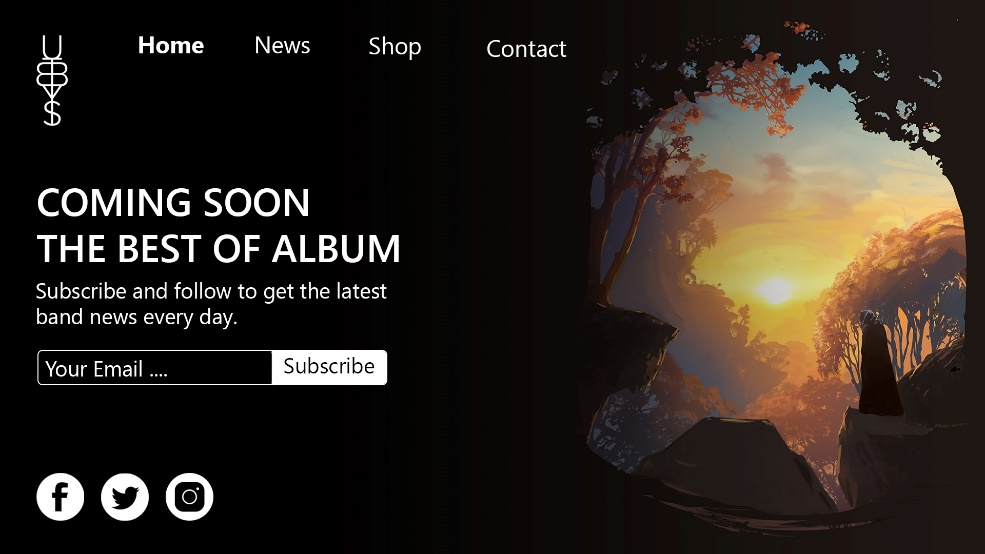 Home News Shop Contact
COMING SOON
THE BEST OF ALBUM
Subscribe and follow to get the latest
band news every day.
Your Email .... Subscribe